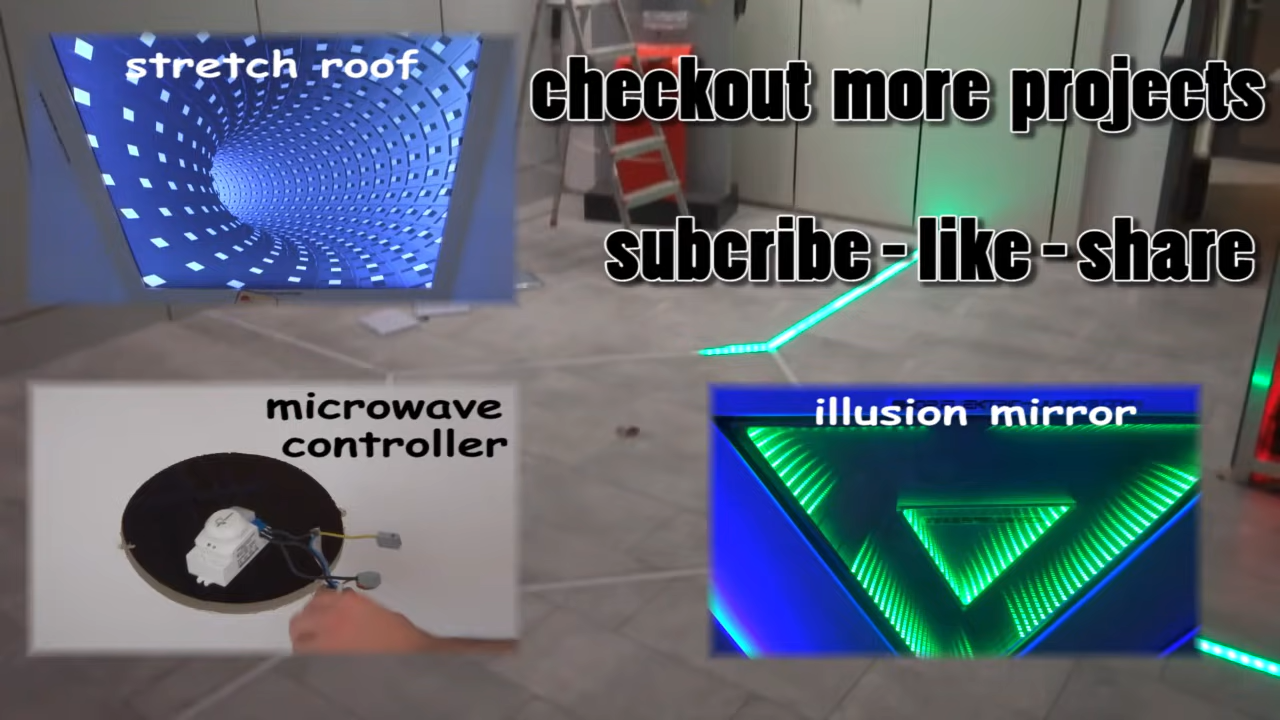 stretch roof
checkout more projects
subcribe - like - share
microwave
controller
illusion mirror